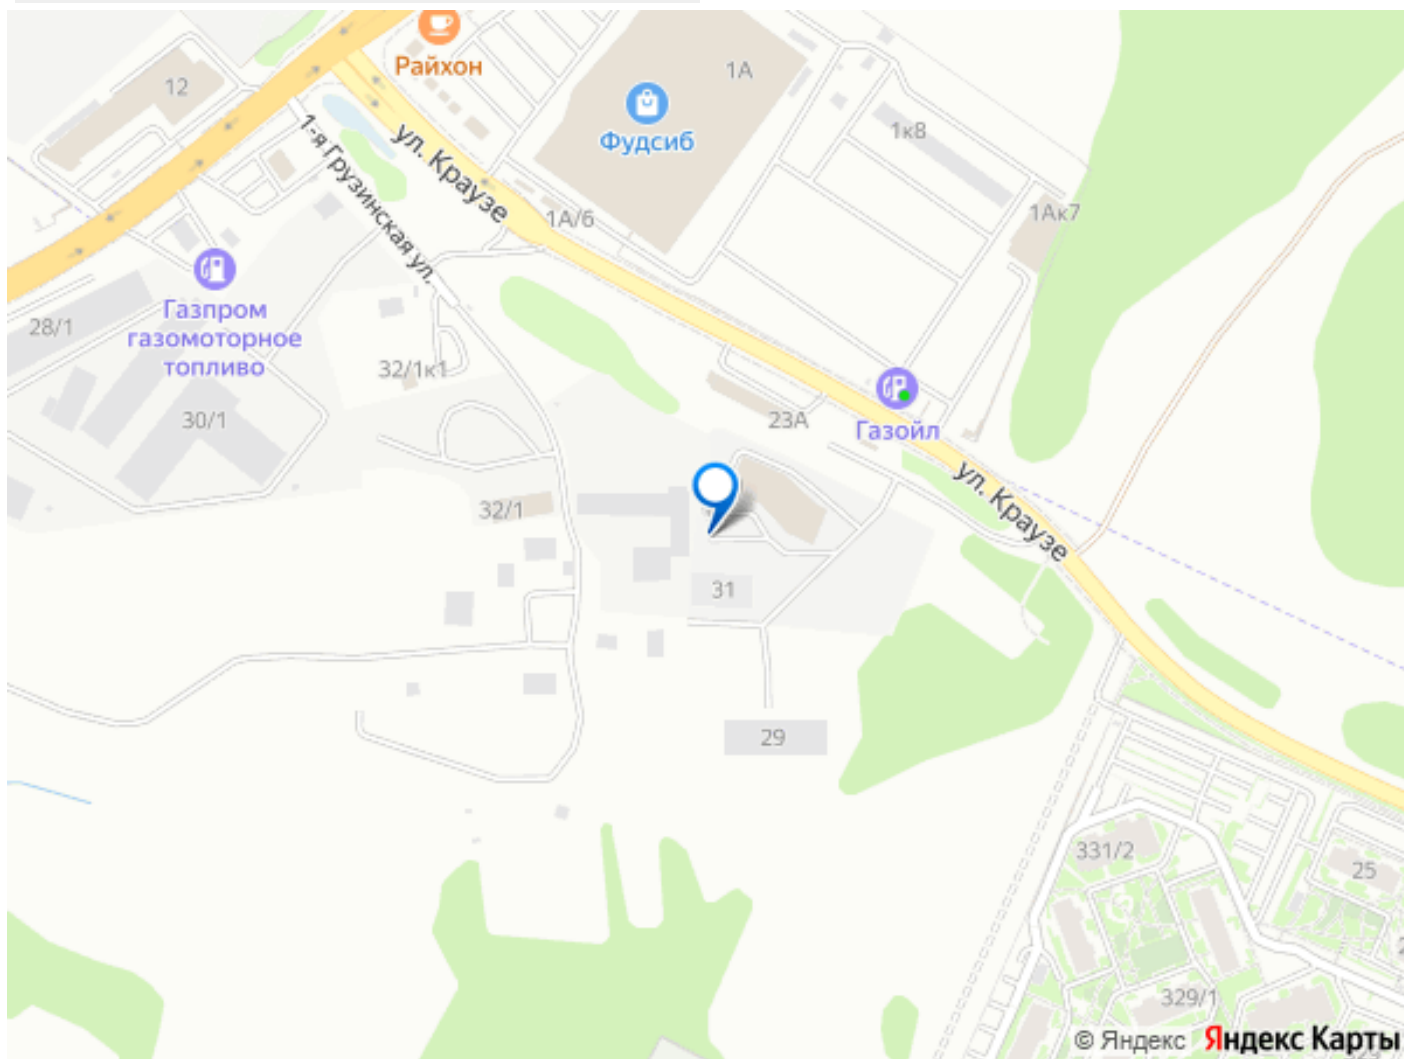 Райхон
1А
12
Фудсиб
1к8
1-я Грузинская ул.
ул. Краузе
1А/6
1Ак7
Газпром
газомоторное
топливо
28/1
32/1к1
30/1
23А
Газойл
ул. Краузе
32/1
31
29
331/2
25
329/1
© Яндекс Яндекс Карты